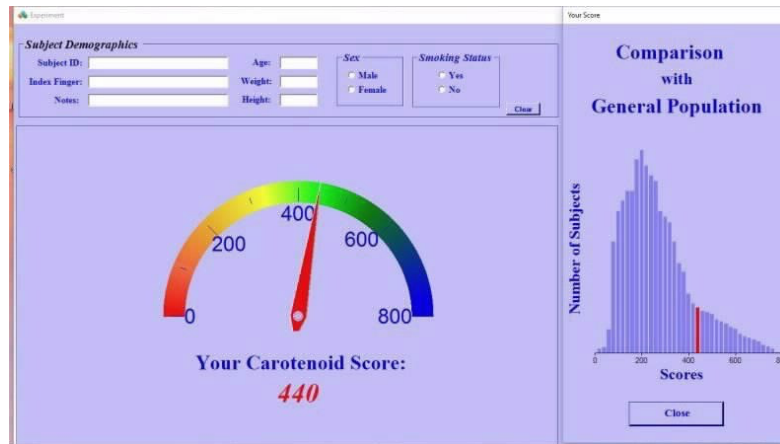 Experiment
Subject Demographics
Subject ID:
Age:
Index Finger:
Weight:
Notes:
Height:
Sex
Male
Female
Smoking Status
Yes
No
Clear
0
200
400
600
800
Your Carotenoid Score:
440
Your Score
Comparison
with
General Population
Number of Subjects
0
200
400
600
Scores
Close